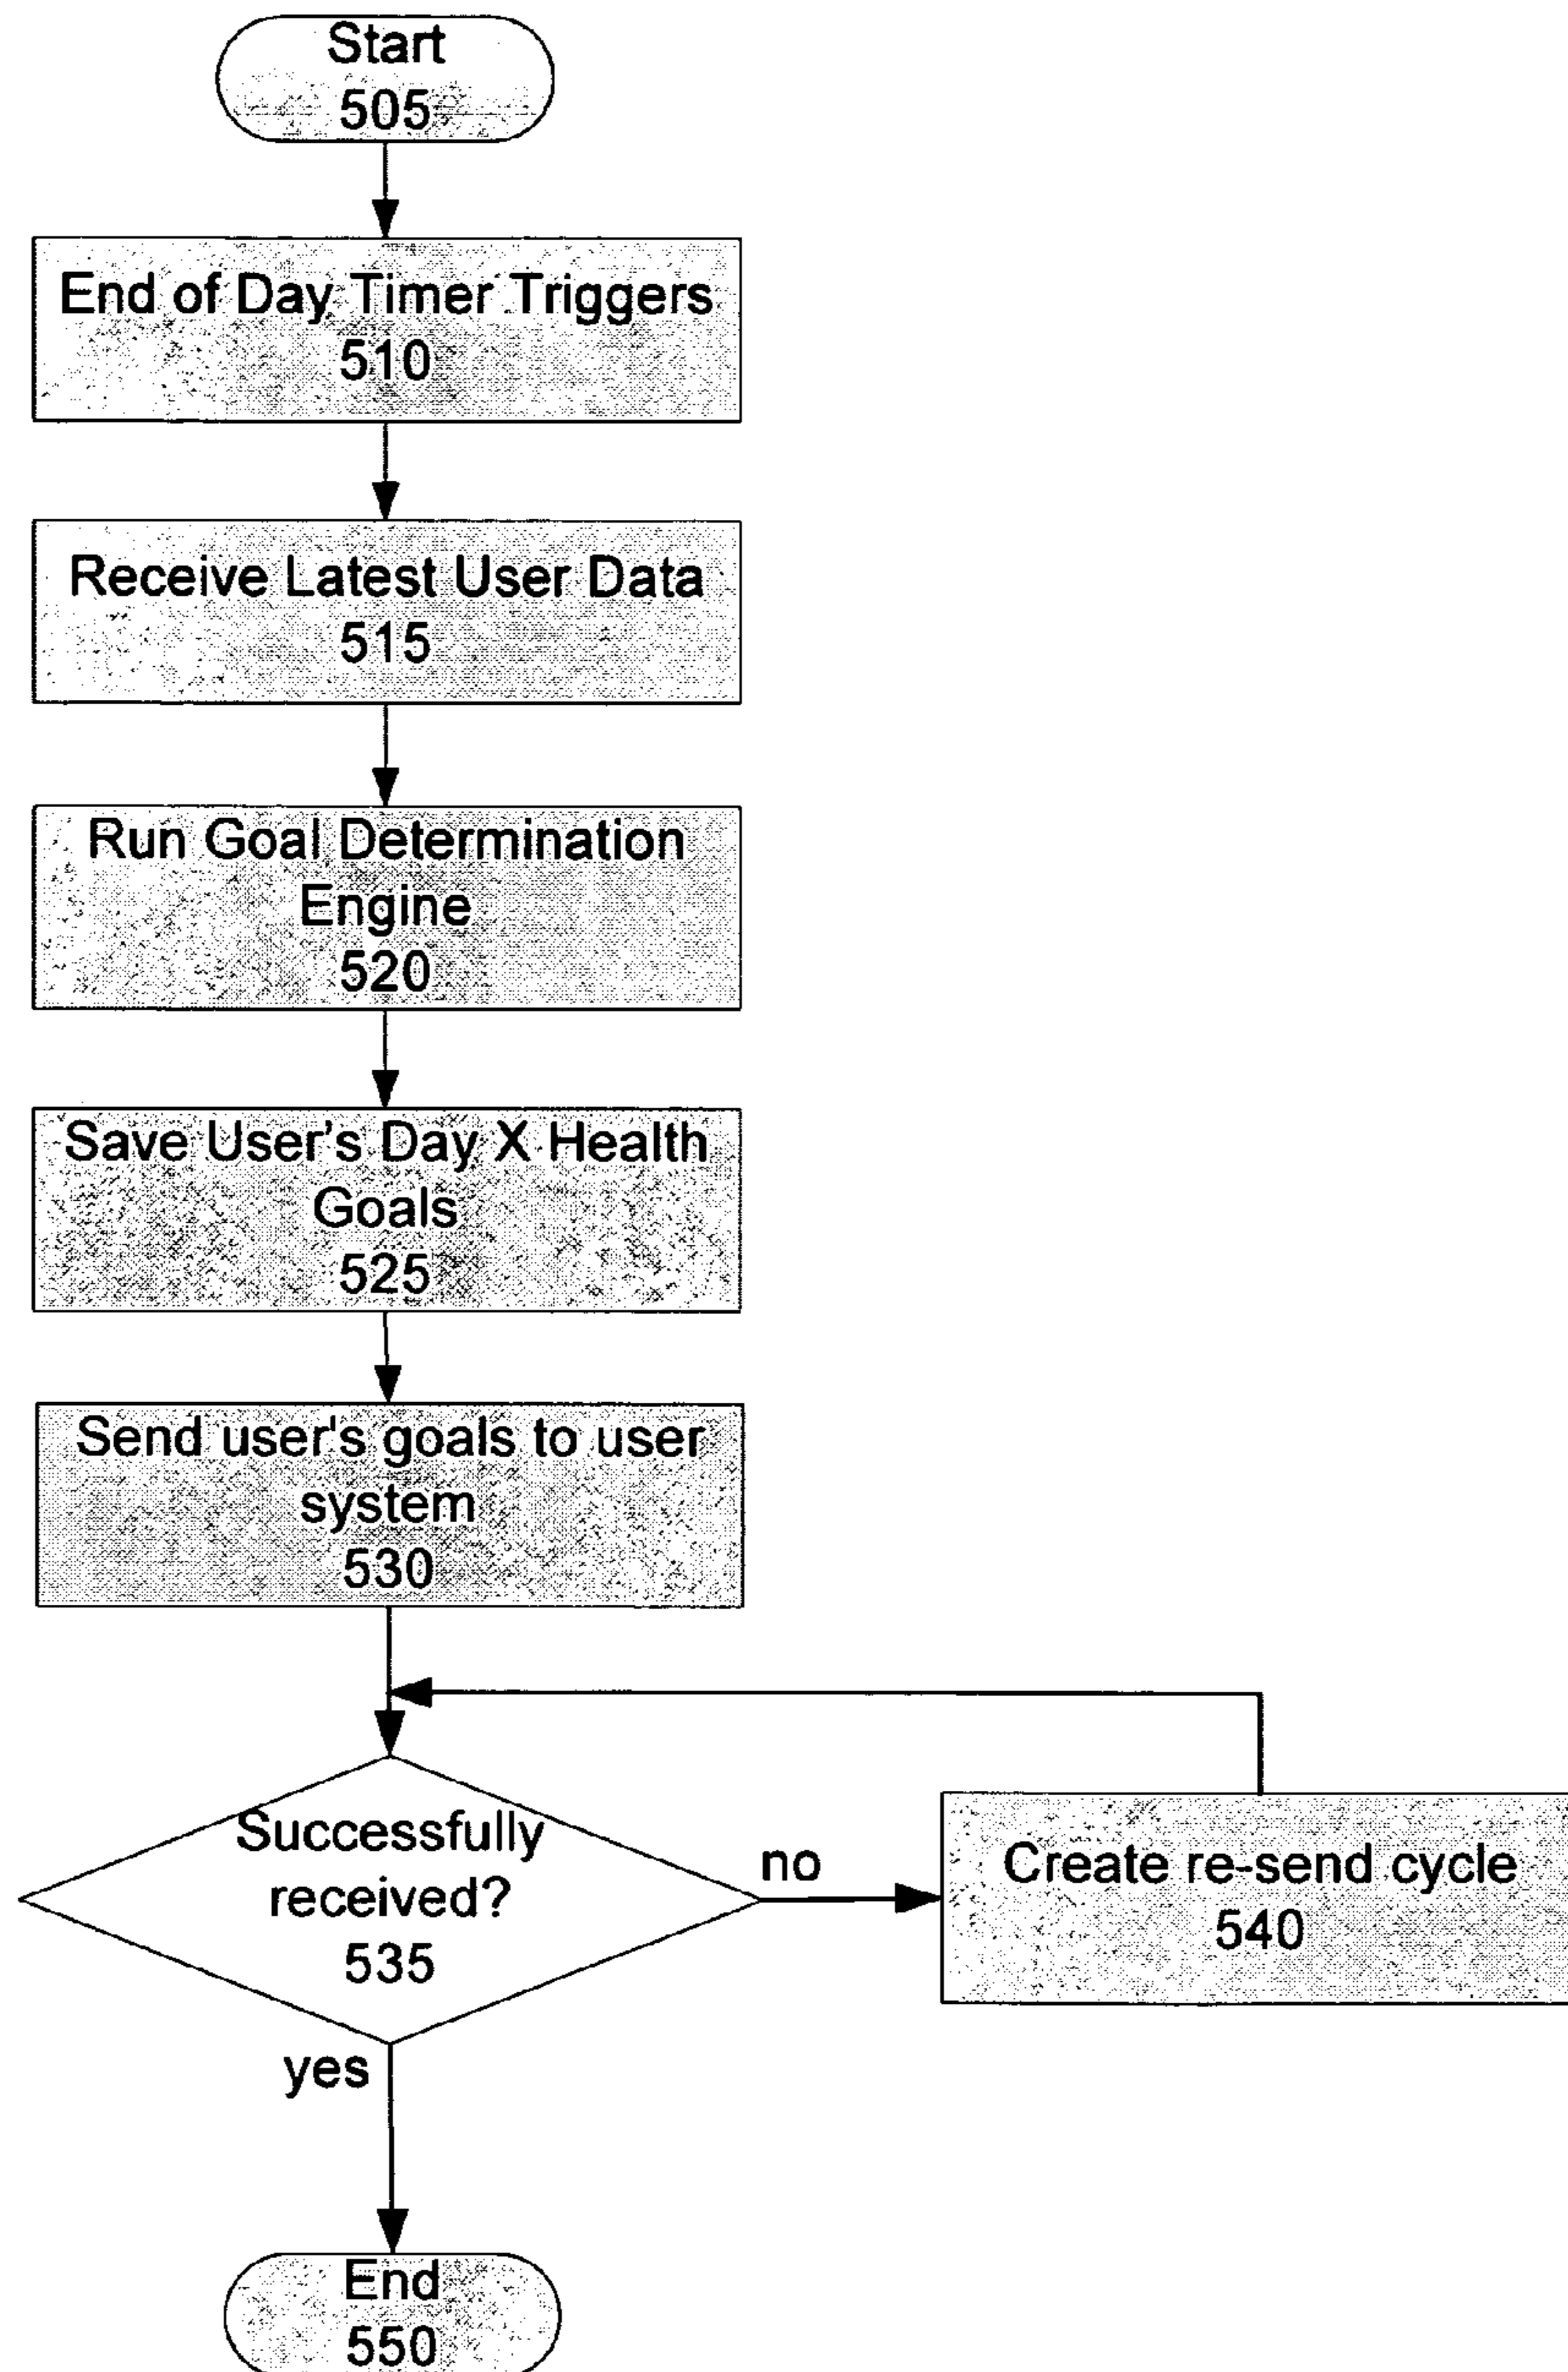 Start
505
End of Day Timer Triggers
510
Receive Latest User Data
515
Run Goal Determination
Engine
520
Save User's Day X Health
Goals
525
Send user's goals to user
system
530
Successfully
received?
535
no
Create re-send cycle
540
yes
End
550